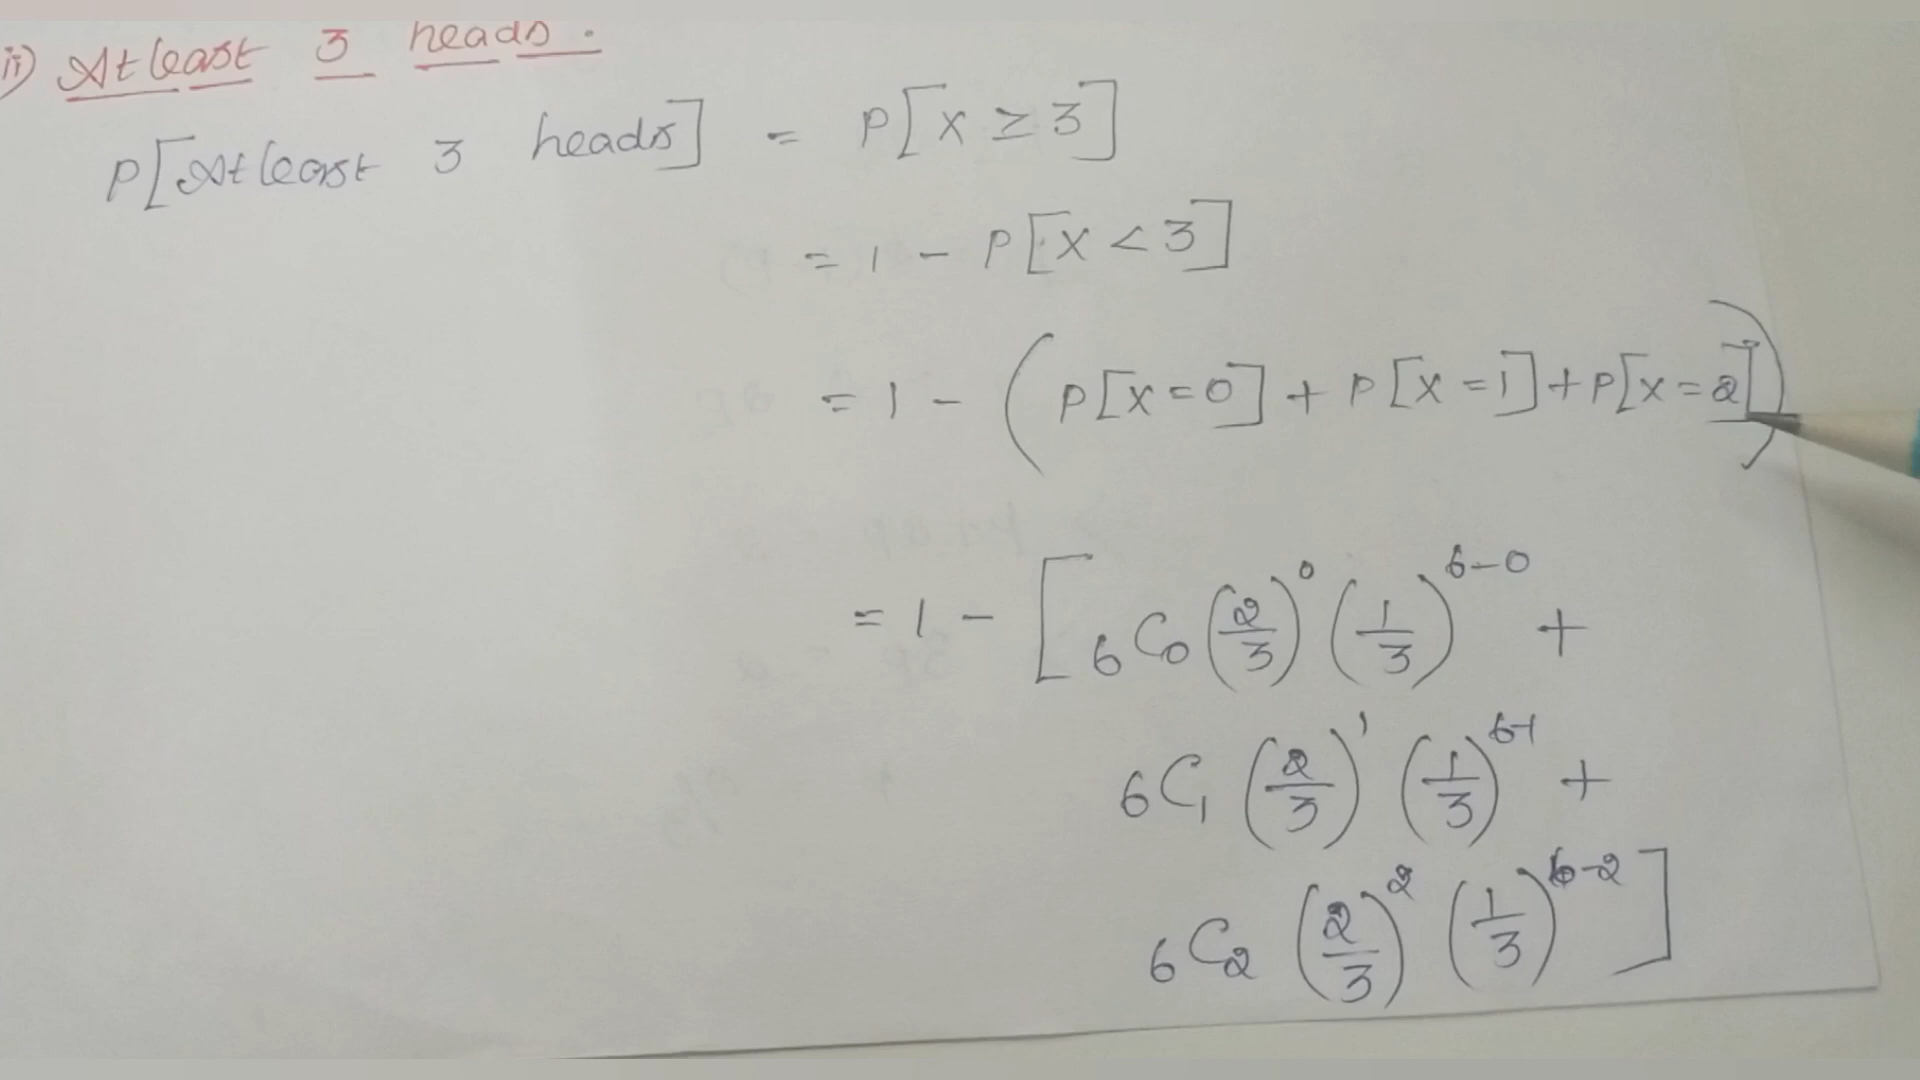 ii) Atleast 3 heads.
P[Atleast 3 heads] = P[X ≥ 3]
= 1 - P[X < 3]
= 1 - (P[X=0] + P[X=1] + P[X=2])
= 1 - [6C₀ (2/3)⁰ (1/3)⁶⁻⁰ +
6C₁ (2/3)¹ (1/3)⁶⁻¹ +
6C₂ (2/3)² (1/3)⁶⁻²]